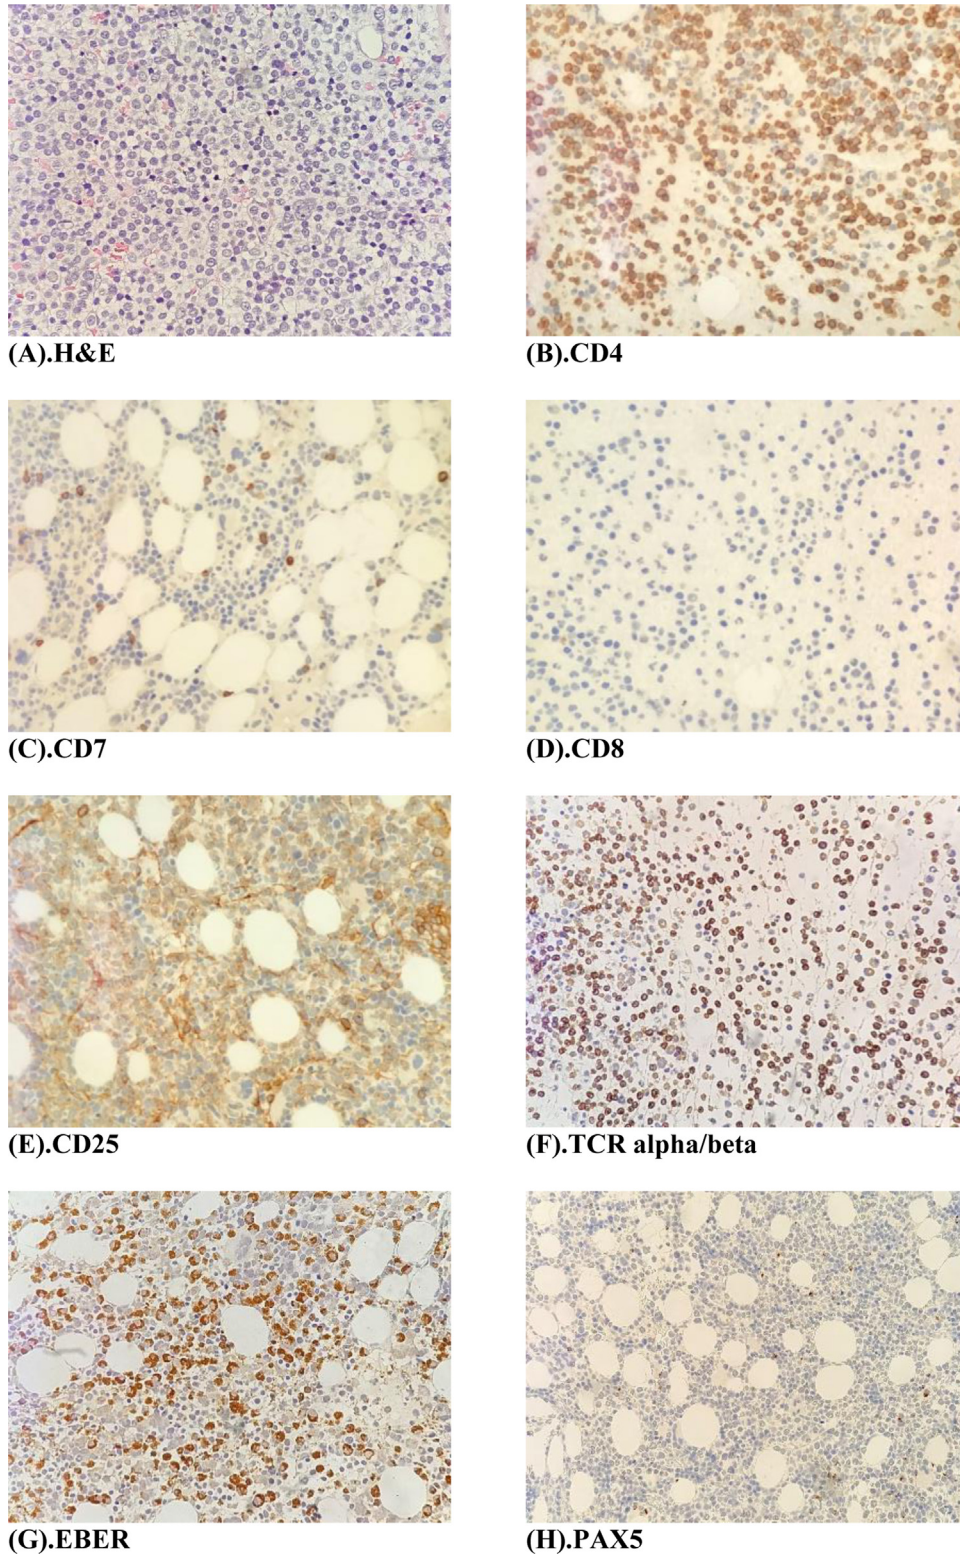 (A).H&E
(B).CD4
(C).CD7
(D).CD8
(E).CD25
(F).TCR alpha/beta
(G).EBER
(H).PAX5